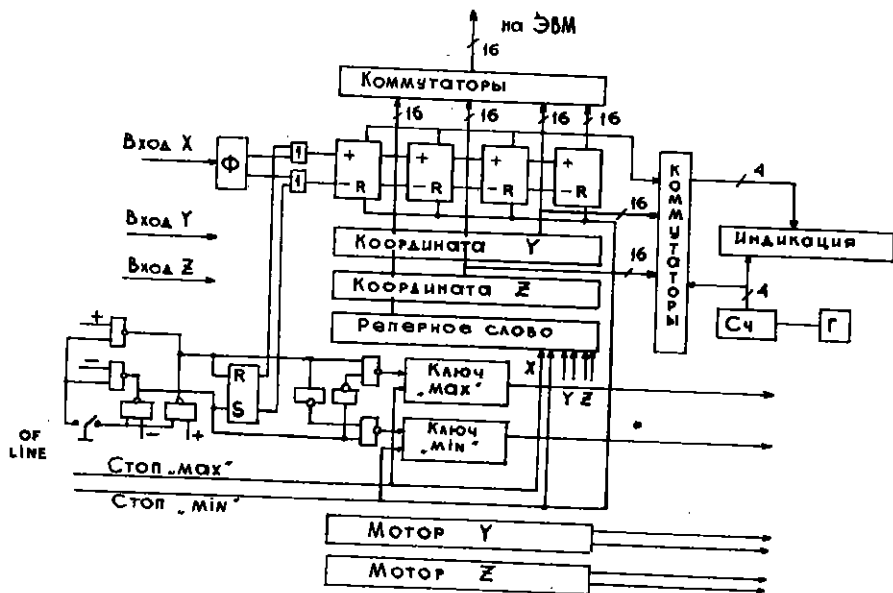 на ЭВМ
16
Коммутаторы
16 16 16 16
Вход X
Ф
1
1
+ + + +
- R - R - R - R
КОММУТАТОРЫ
4
16
16
Вход Y
Вход Z
Координата Y
Координата Z
Реперное слово
Индикация
4
Сч
Г
+
-
R
S
- +
OF
LINE
Ключ
„max"
Ключ
„min"
X
Y Z
Стоп „max"
Стоп „min"
Мотор Y
Мотор Z